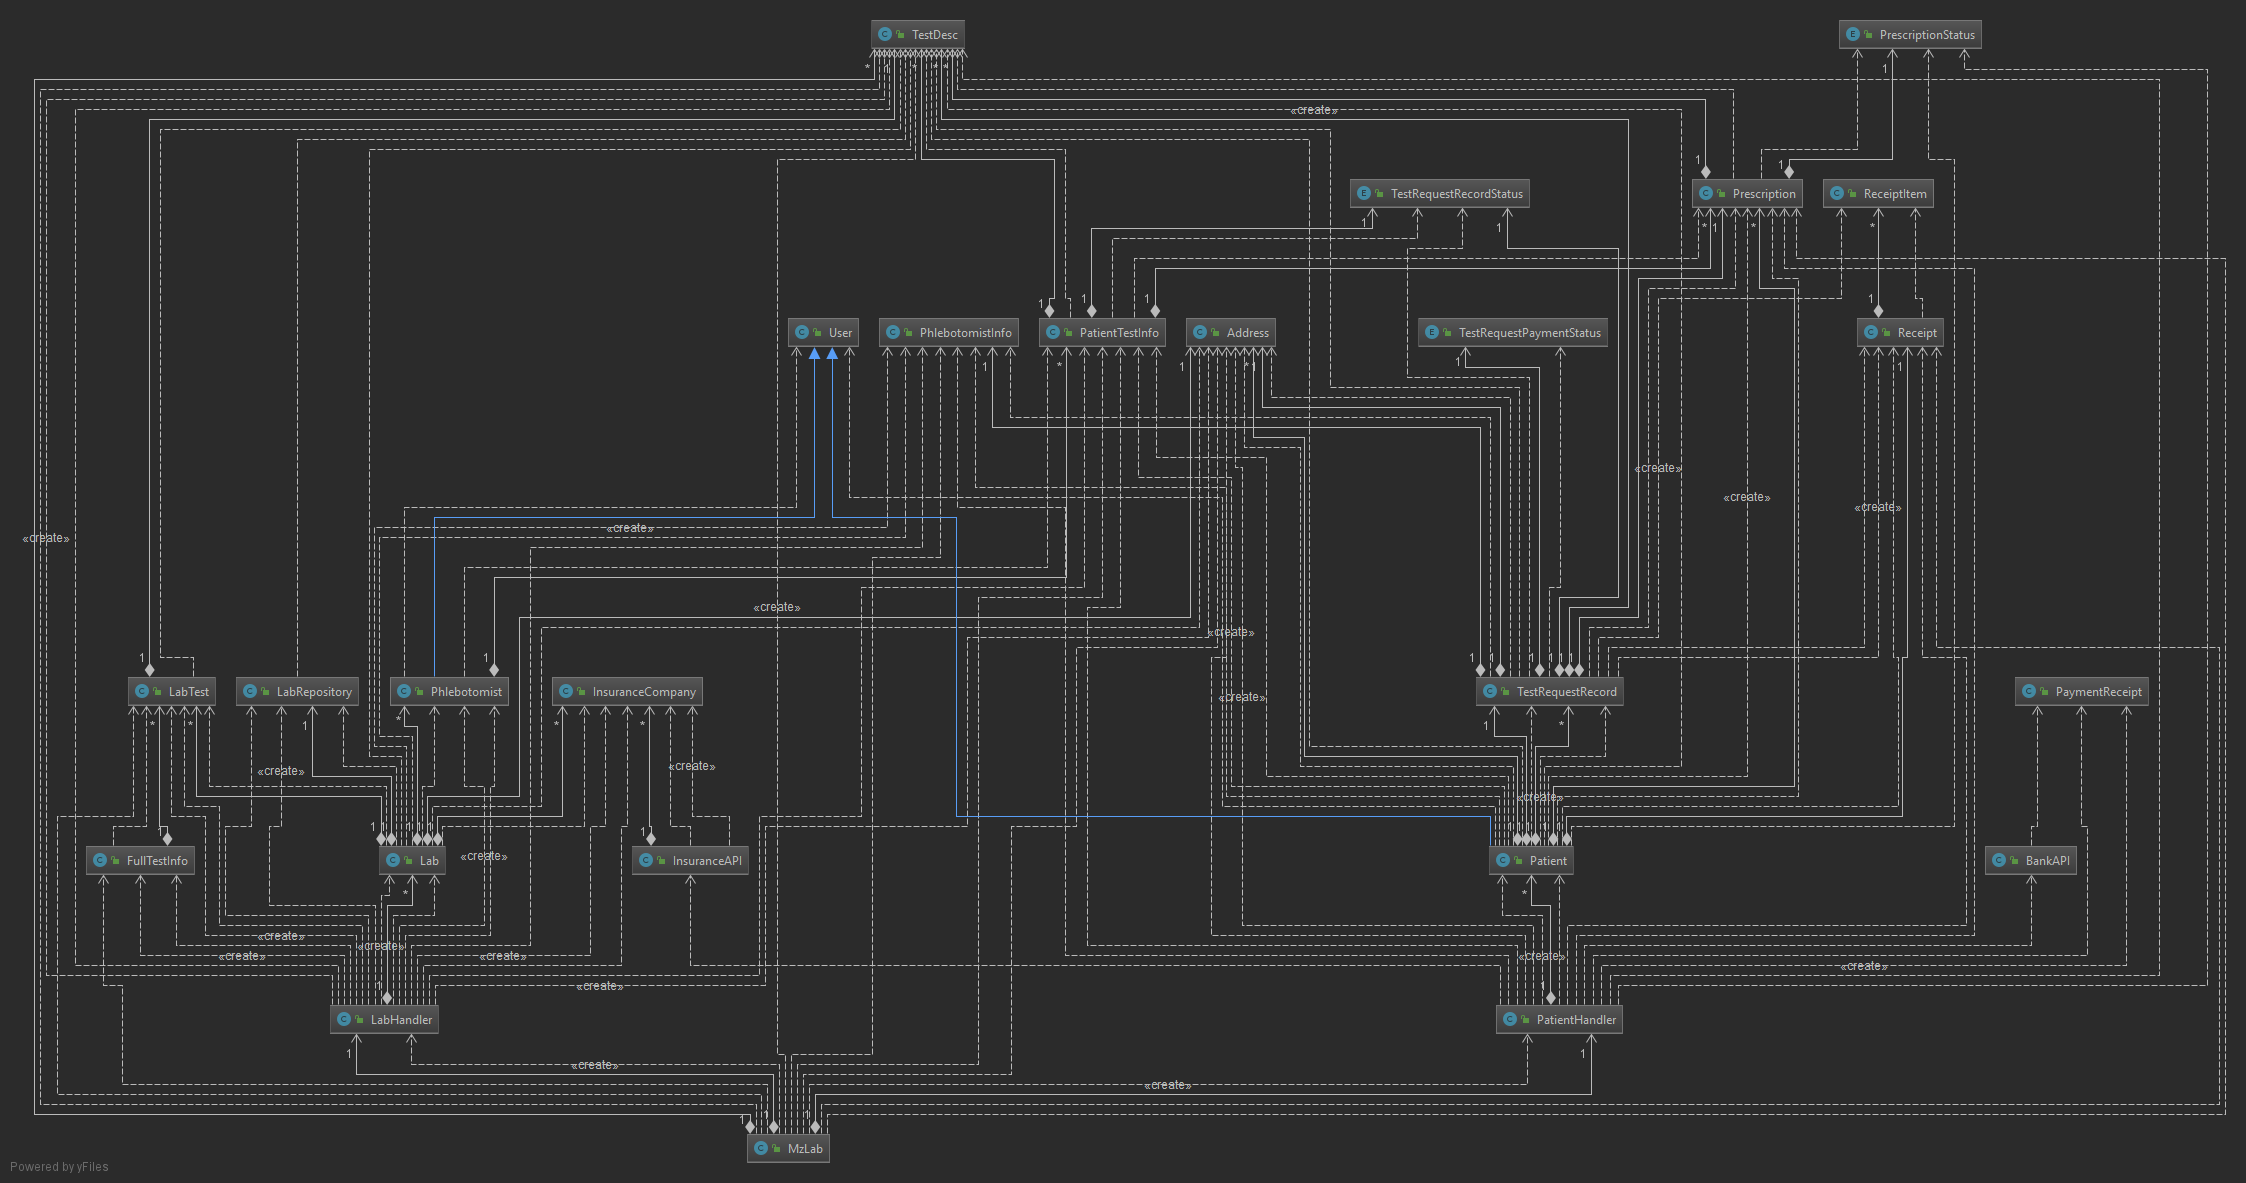 TestDesc
PrescriptionStatus
«create»
TestRequestRecordStatus
Prescription
ReceiptItem
User
PhlebotomistInfo
PatientTestInfo
Address
TestRequestPaymentStatus
Receipt
«create»
«create»
«create»
«create»
«create»
«create»
«create»
LabTest
LabRepository
Phlebotomist
InsuranceCompany
TestRequestRecord
PaymentReceipt
«create»
«create»
«create»
«create»
«create»
FullTestInfo
Lab
InsuranceAPI
Patient
BankAPI
«create»
«create»
«create»
«create»
«create»
«create»
«create»
«create»
LabHandler
PatientHandler
«create»
«create»
MzLab
Powered by yFiles